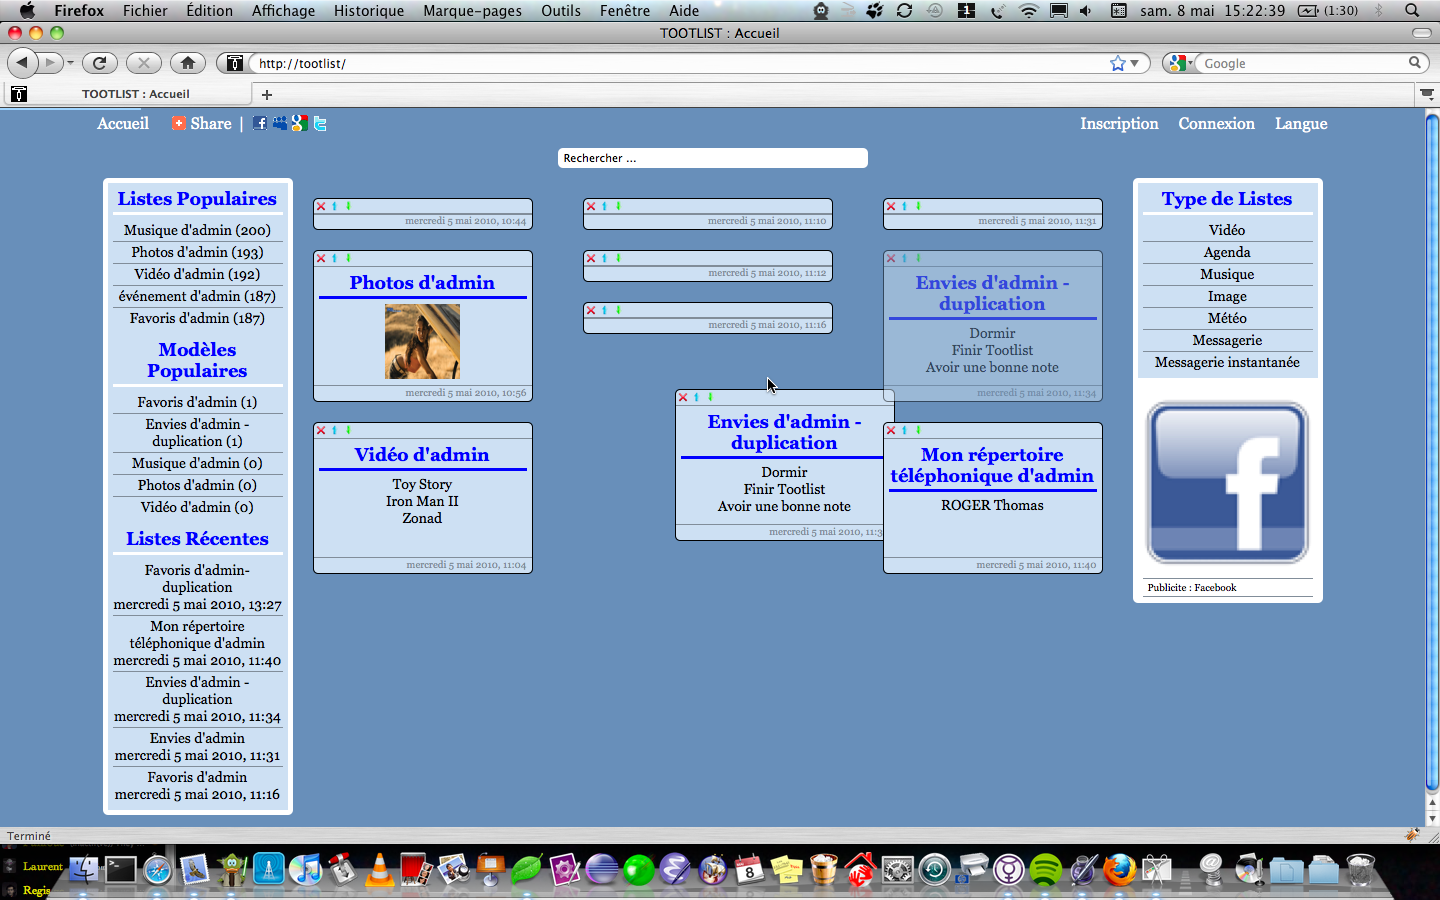 Firefox Fichier Édition Affichage Historique Marque-pages Outils Fenêtre Aide 1 sam. 8 mai 15:22:39 (1:30)
TOOTLIST : Accueil
http://tootlist/
Google
TOOTLIST : Accueil
Accueil Share |
Inscription Connexion Langue
Rechercher ...
Listes Populaires
Musique d'admin (200)
Photos d'admin (193)
Vidéo d'admin (192)
événement d'admin (187)
Favoris d'admin (187)
Modèles
Populaires
Favoris d'admin (1)
Envies d'admin -
duplication (1)
Musique d'admin (0)
Photos d'admin (0)
Vidéo d'admin (0)
Listes Récentes
Favoris d'admin-
duplication
mercredi 5 mai 2010, 13:27
Mon répertoire
téléphonique d'admin
mercredi 5 mai 2010, 11:40
Envies d'admin -
duplication
mercredi 5 mai 2010, 11:34
Envies d'admin
mercredi 5 mai 2010, 11:31
Favoris d'admin
mercredi 5 mai 2010, 11:16
mercredi 5 mai 2010, 10:44
Photos d'admin
mercredi 5 mai 2010, 10:56
Vidéo d'admin
Toy Story
Iron Man II
Zonad
mercredi 5 mai 2010, 11:04
mercredi 5 mai 2010, 11:10
mercredi 5 mai 2010, 11:12
mercredi 5 mai 2010, 11:16
Envies d'admin -
duplication
Dormir
Finir Tootlist
Avoir une bonne note
mercredi 5 mai 2010, 11:3
mercredi 5 mai 2010, 11:31
Envies d'admin -
duplication
Dormir
Finir Tootlist
Avoir une bonne note
mercredi 5 mai 2010, 11:34
Mon répertoire
téléphonique d'admin
ROGER Thomas
mercredi 5 mai 2010, 11:40
Type de Listes
Vidéo
Agenda
Musique
Image
Météo
Messagerie
Messagerie instantanée
f
Publicite : Facebook
Terminé
Laurent
Regis
8